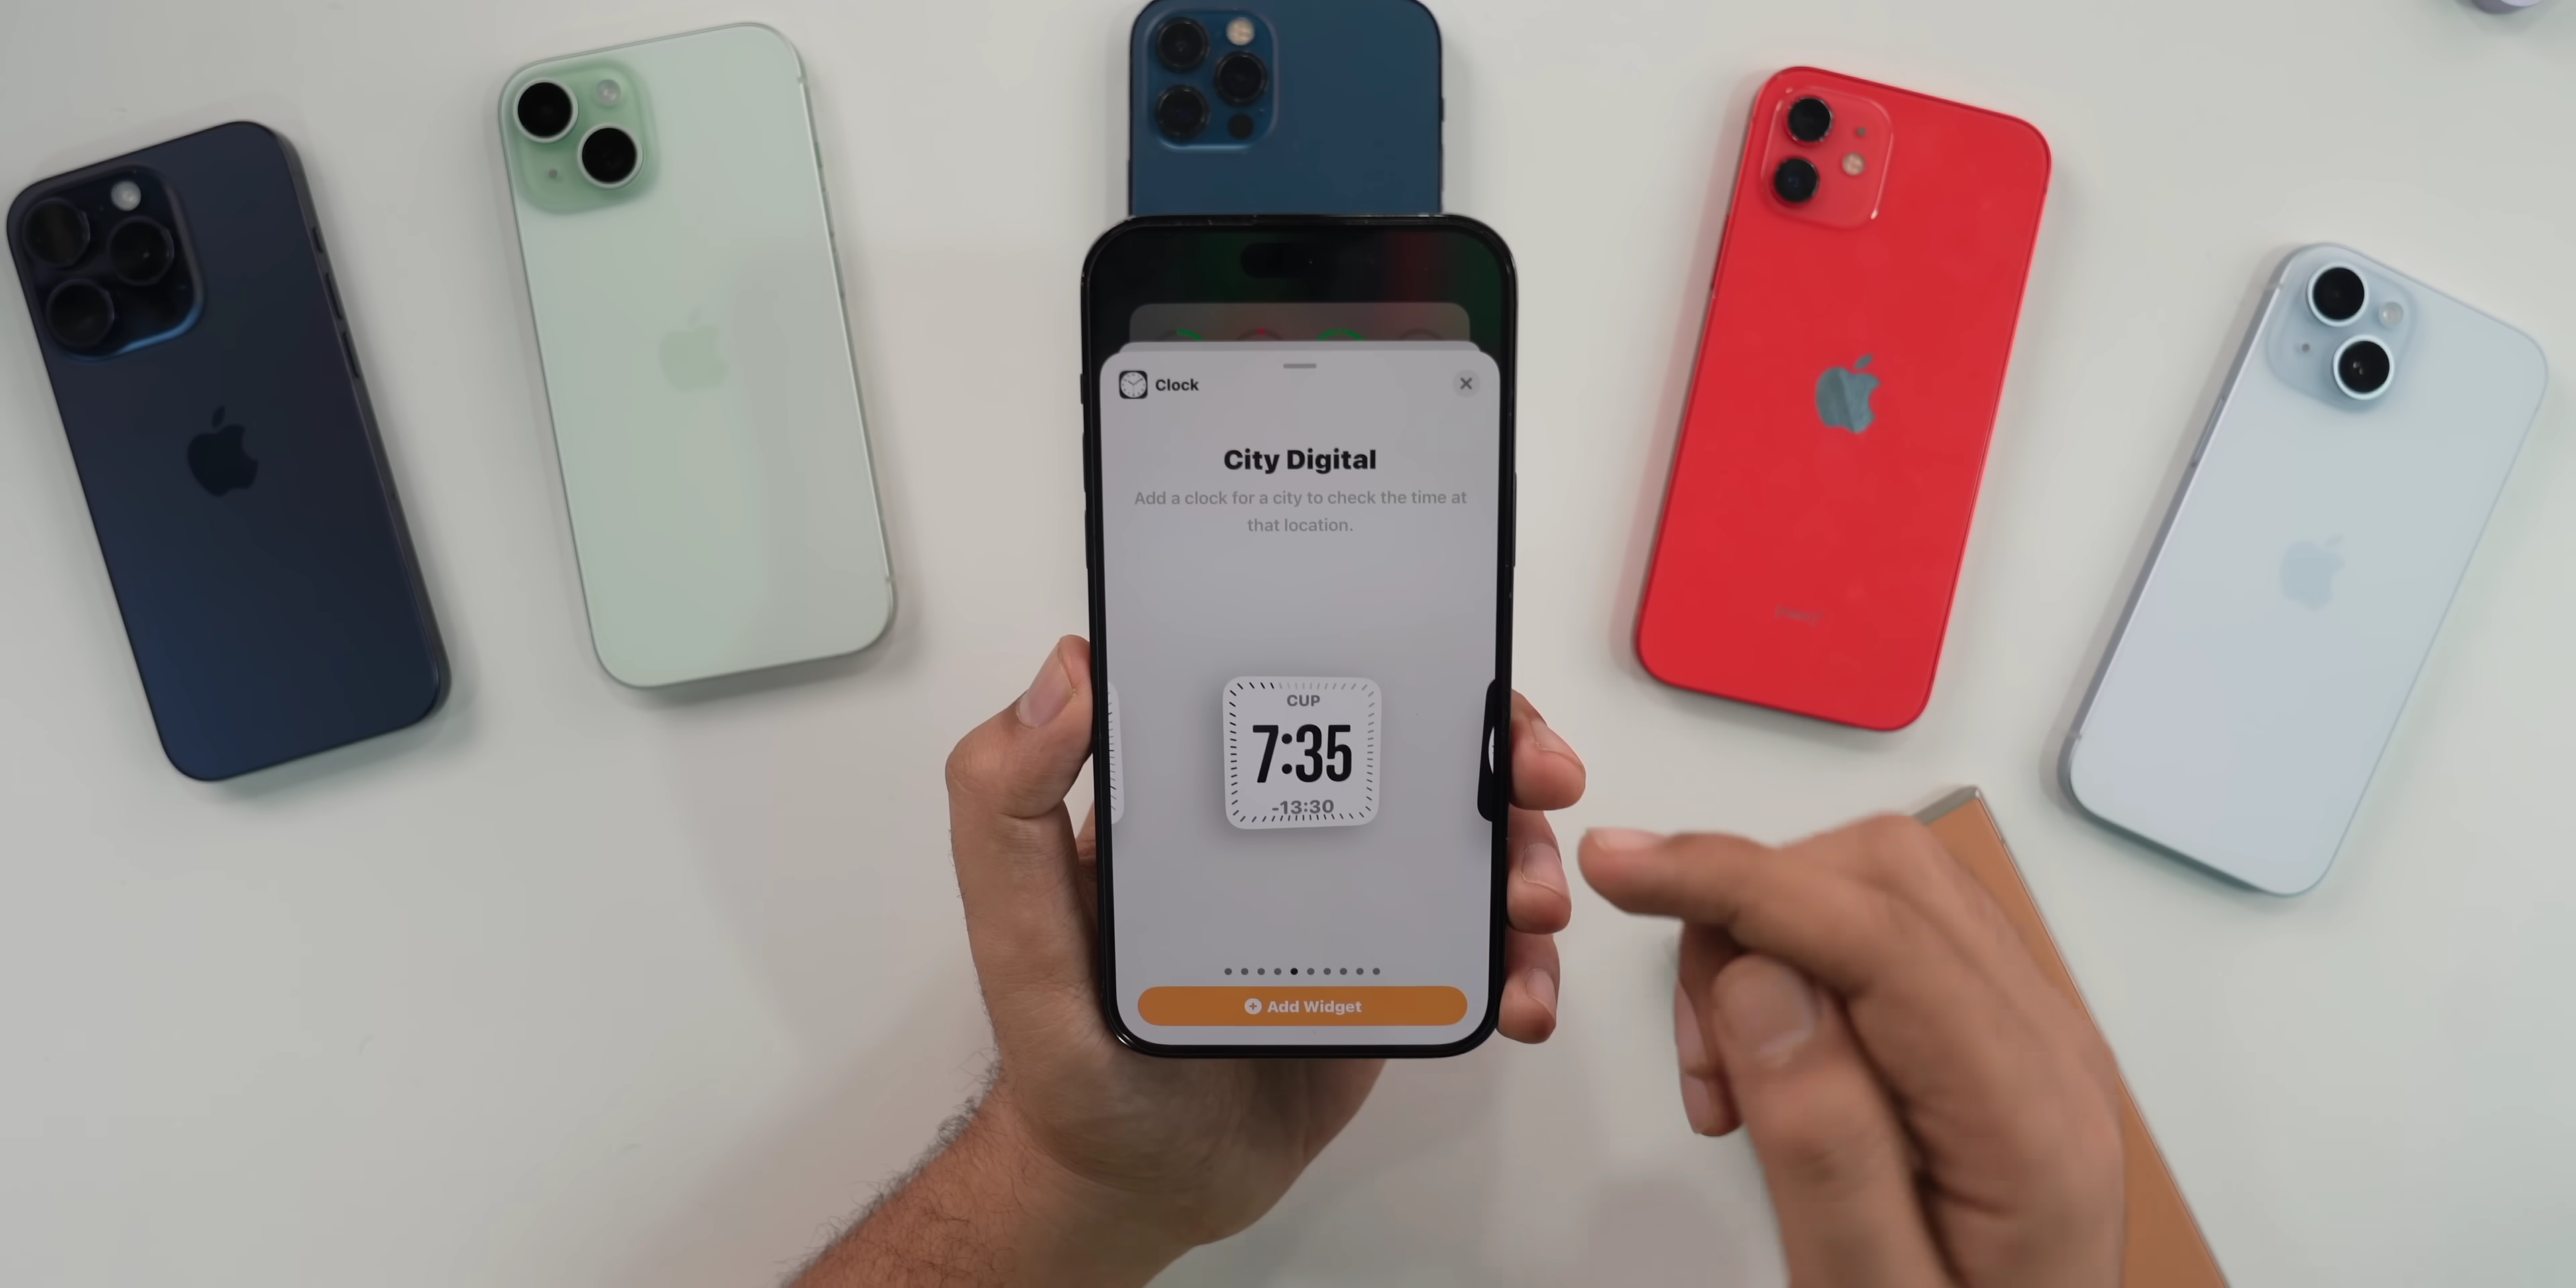 Clock
City Digital
Add a clock for a city to check the time at
that location.
CUP
7:35
-13:30
Add Widget